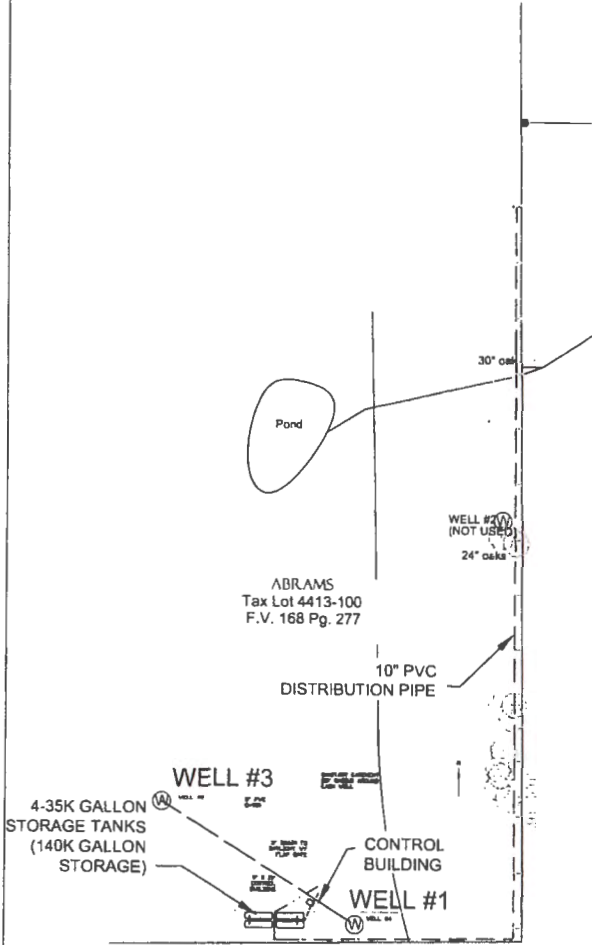 30" oak
Pond
WELL #2
(NOT USED)
24" oaks
ABRAMS
Tax Lot 4413-100
F.V. 168 Pg. 277
10" PVC
DISTRIBUTION PIPE
WELL #3
4-35K GALLON
STORAGE TANKS
(140K GALLON
STORAGE)
CONTROL
BUILDING
WELL #1
W
W
W